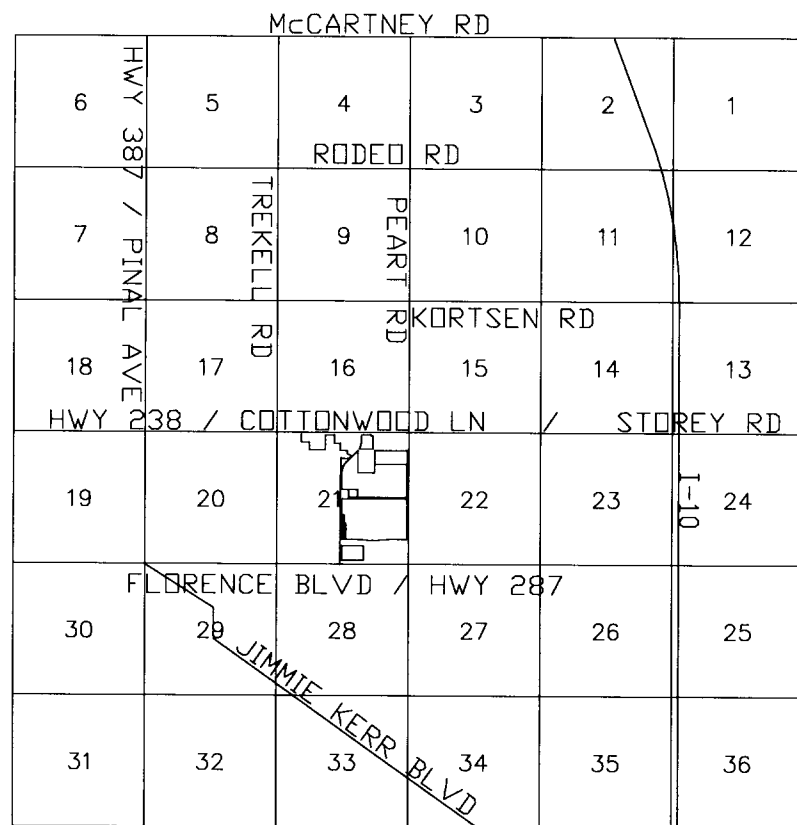 McCARTNEY RD
6 5 4 3 2 1
HWY 387 / PINAL AVE
RODEO RD
TREKELL RD
PEART RD
7 8 9 10 11 12
KORTSEN RD
18 17 16 15 14 13
HWY 238 / COTTONWOOD LN / STOREY RD
19 20 21 22 23 24
I-10
FLORENCE BLVD / HWY 287
30 29 28 27 26 25
JIMMIE KERR BLVD
31 32 33 34 35 36